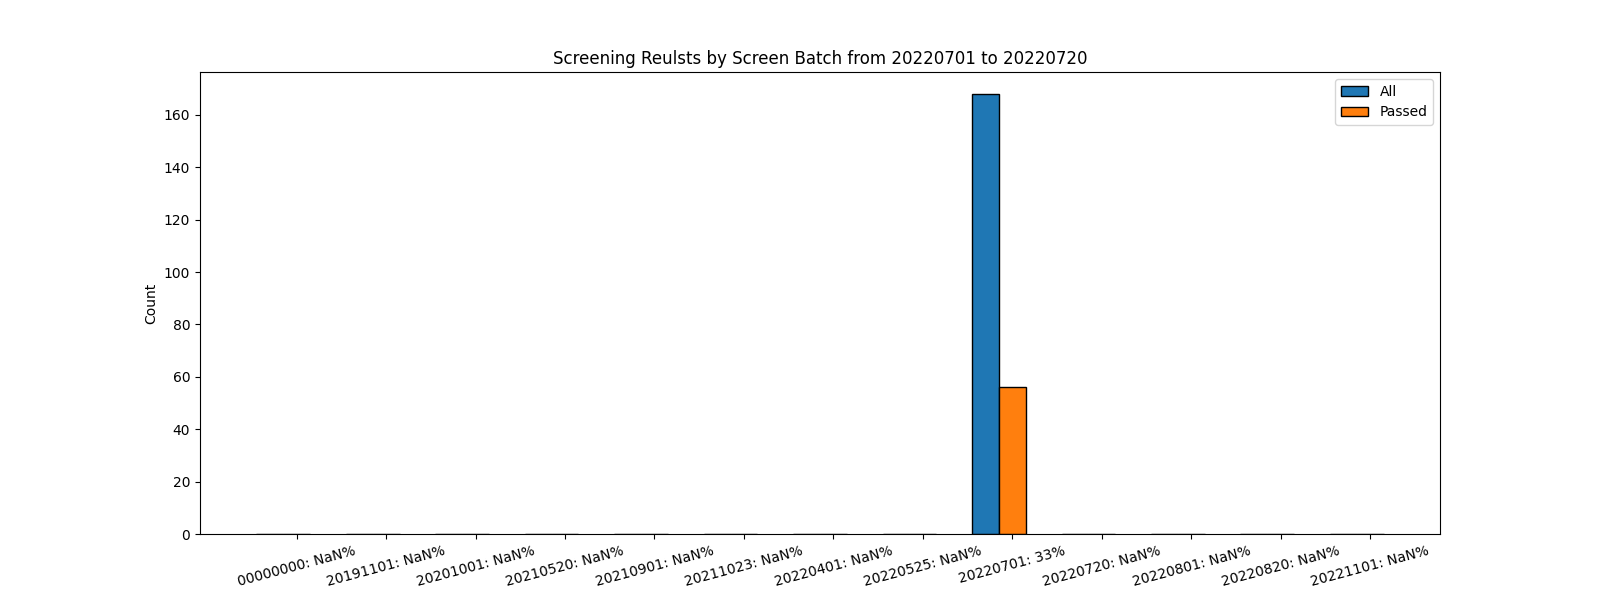 Screening Reulsts by Screen Batch from 20220701 to 20220720
All
Passed
Count
160
140
120
100
80
60
40
20
0
00000000: NaN%
20191101: NaN%
20201001: NaN%
20210520: NaN%
20210901: NaN%
20211023: NaN%
20220401: NaN%
20220525: NaN%
20220701: 33%
20220720: NaN%
20220801: NaN%
20220820: NaN%
20221101: NaN%